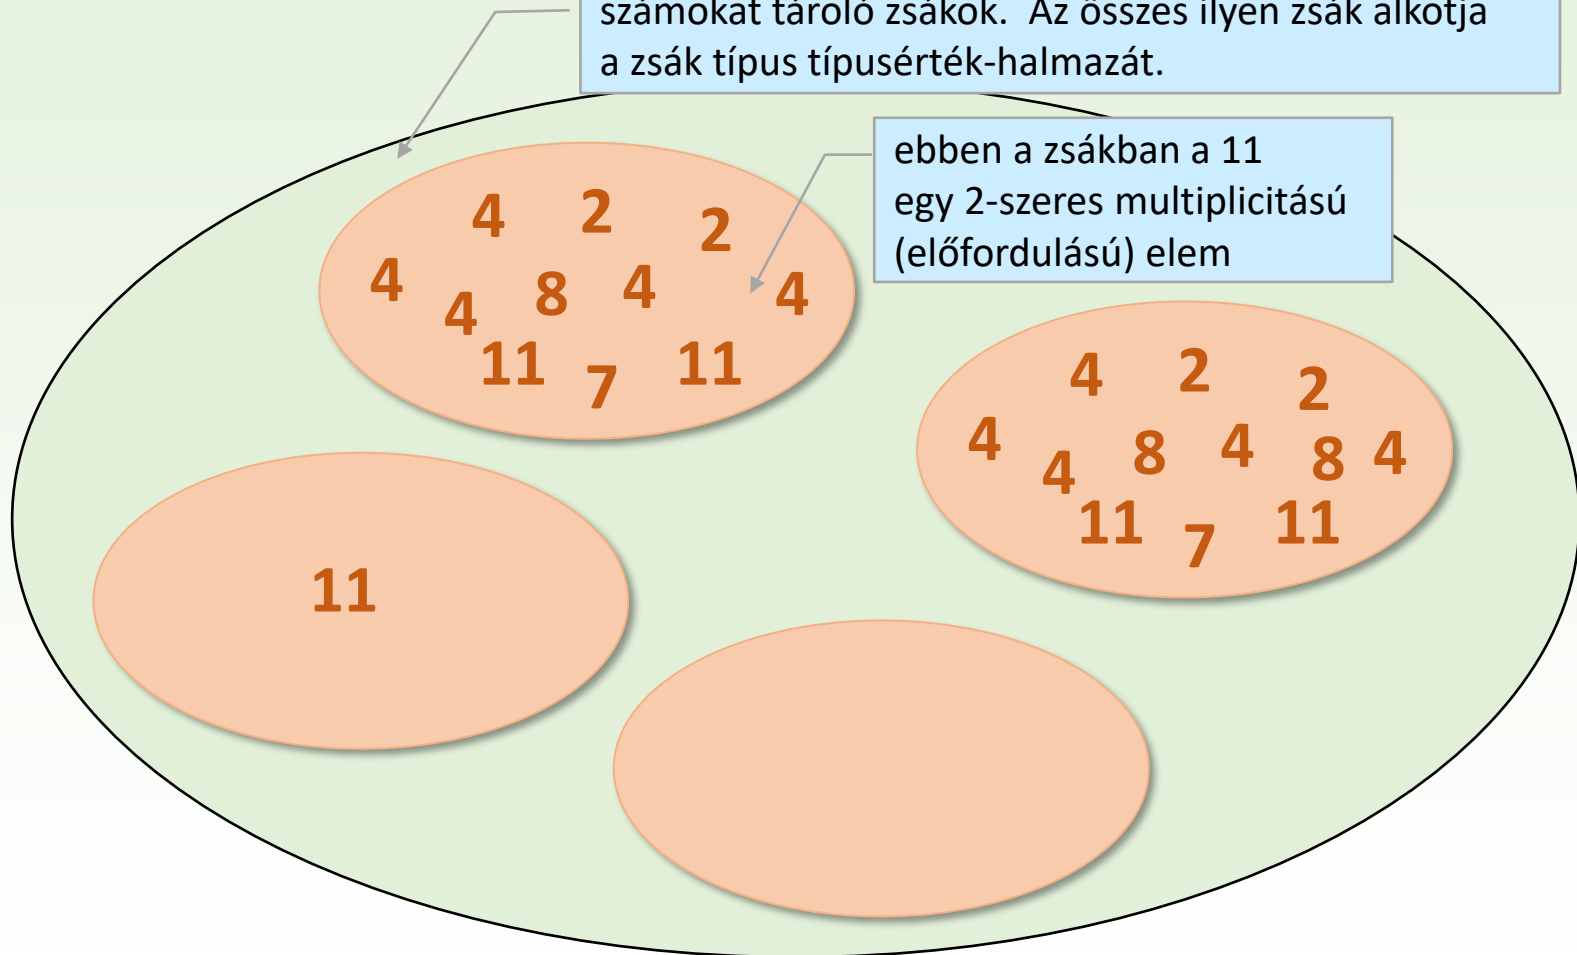 számokat tároló zsákok. Az összes ilyen zsák alkotja
a zsák típus típusérték-halmazát.
ebben a zsákban a 11
egy 2-szeres multiplicitású
(előfordulású) elem
4 2 2
4 4 8 4 4
11 7 11
4 2 2
4 4 8 4 8 4
11 7 11
11